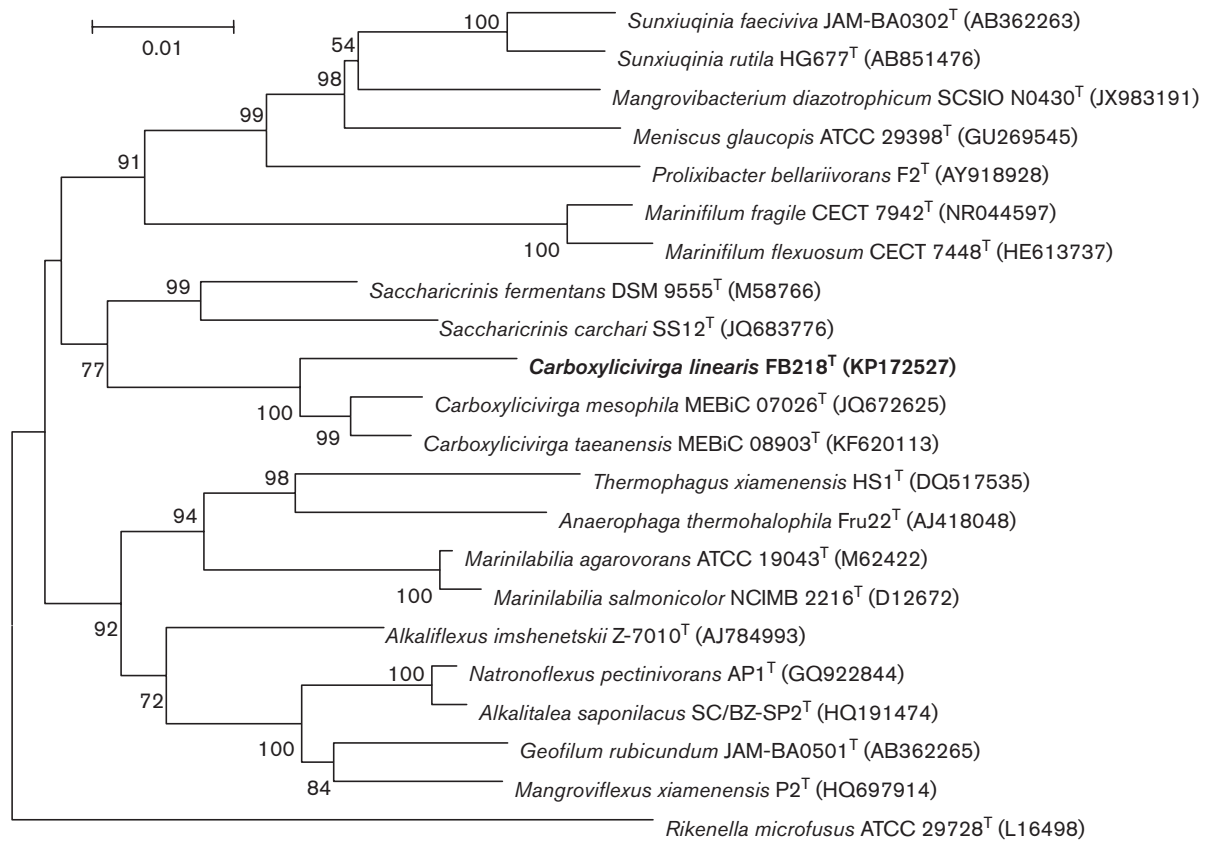 0.01
100
Sunxiuqinia faeciviva JAM-BA0302ᵀ (AB362263)
54
Sunxiuqinia rutila HG677ᵀ (AB851476)
98
Mangrovibacterium diazotrophicum SCSIO N0430ᵀ (JX983191)
99
Meniscus glaucopis ATCC 29398ᵀ (GU269545)
91
Prolixibacter bellariivorans F2ᵀ (AY918928)
Marinifilum fragile CECT 7942ᵀ (NR044597)
100
Marinifilum flexuosum CECT 7448ᵀ (HE613737)
99
Saccharicrinis fermentans DSM 9555ᵀ (M58766)
Saccharicrinis carchari SS12ᵀ (JQ683776)
77
Carboxylicivirga linearis FB218ᵀ (KP172527)
100
Carboxylicivirga mesophila MEBiC 07026ᵀ (JQ672625)
99
Carboxylicivirga taeanensis MEBiC 08903ᵀ (KF620113)
98
Thermophagus xiamenensis HS1ᵀ (DQ517535)
94
Anaerophaga thermohalophila Fru22ᵀ (AJ418048)
Marinilabilia agarovorans ATCC 19043ᵀ (M62422)
100
Marinilabilia salmonicolor NCIMB 2216ᵀ (D12672)
92
Alkaliflexus imshenetskii Z-7010ᵀ (AJ784993)
100
Natronoflexus pectinivorans AP1ᵀ (GQ922844)
72
Alkalitalea saponilacus SC/BZ-SP2ᵀ (HQ191474)
100
Geofilum rubicundum JAM-BA0501ᵀ (AB362265)
84
Mangroviflexus xiamenensis P2ᵀ (HQ697914)
Rikenella microfusus ATCC 29728ᵀ (L16498)